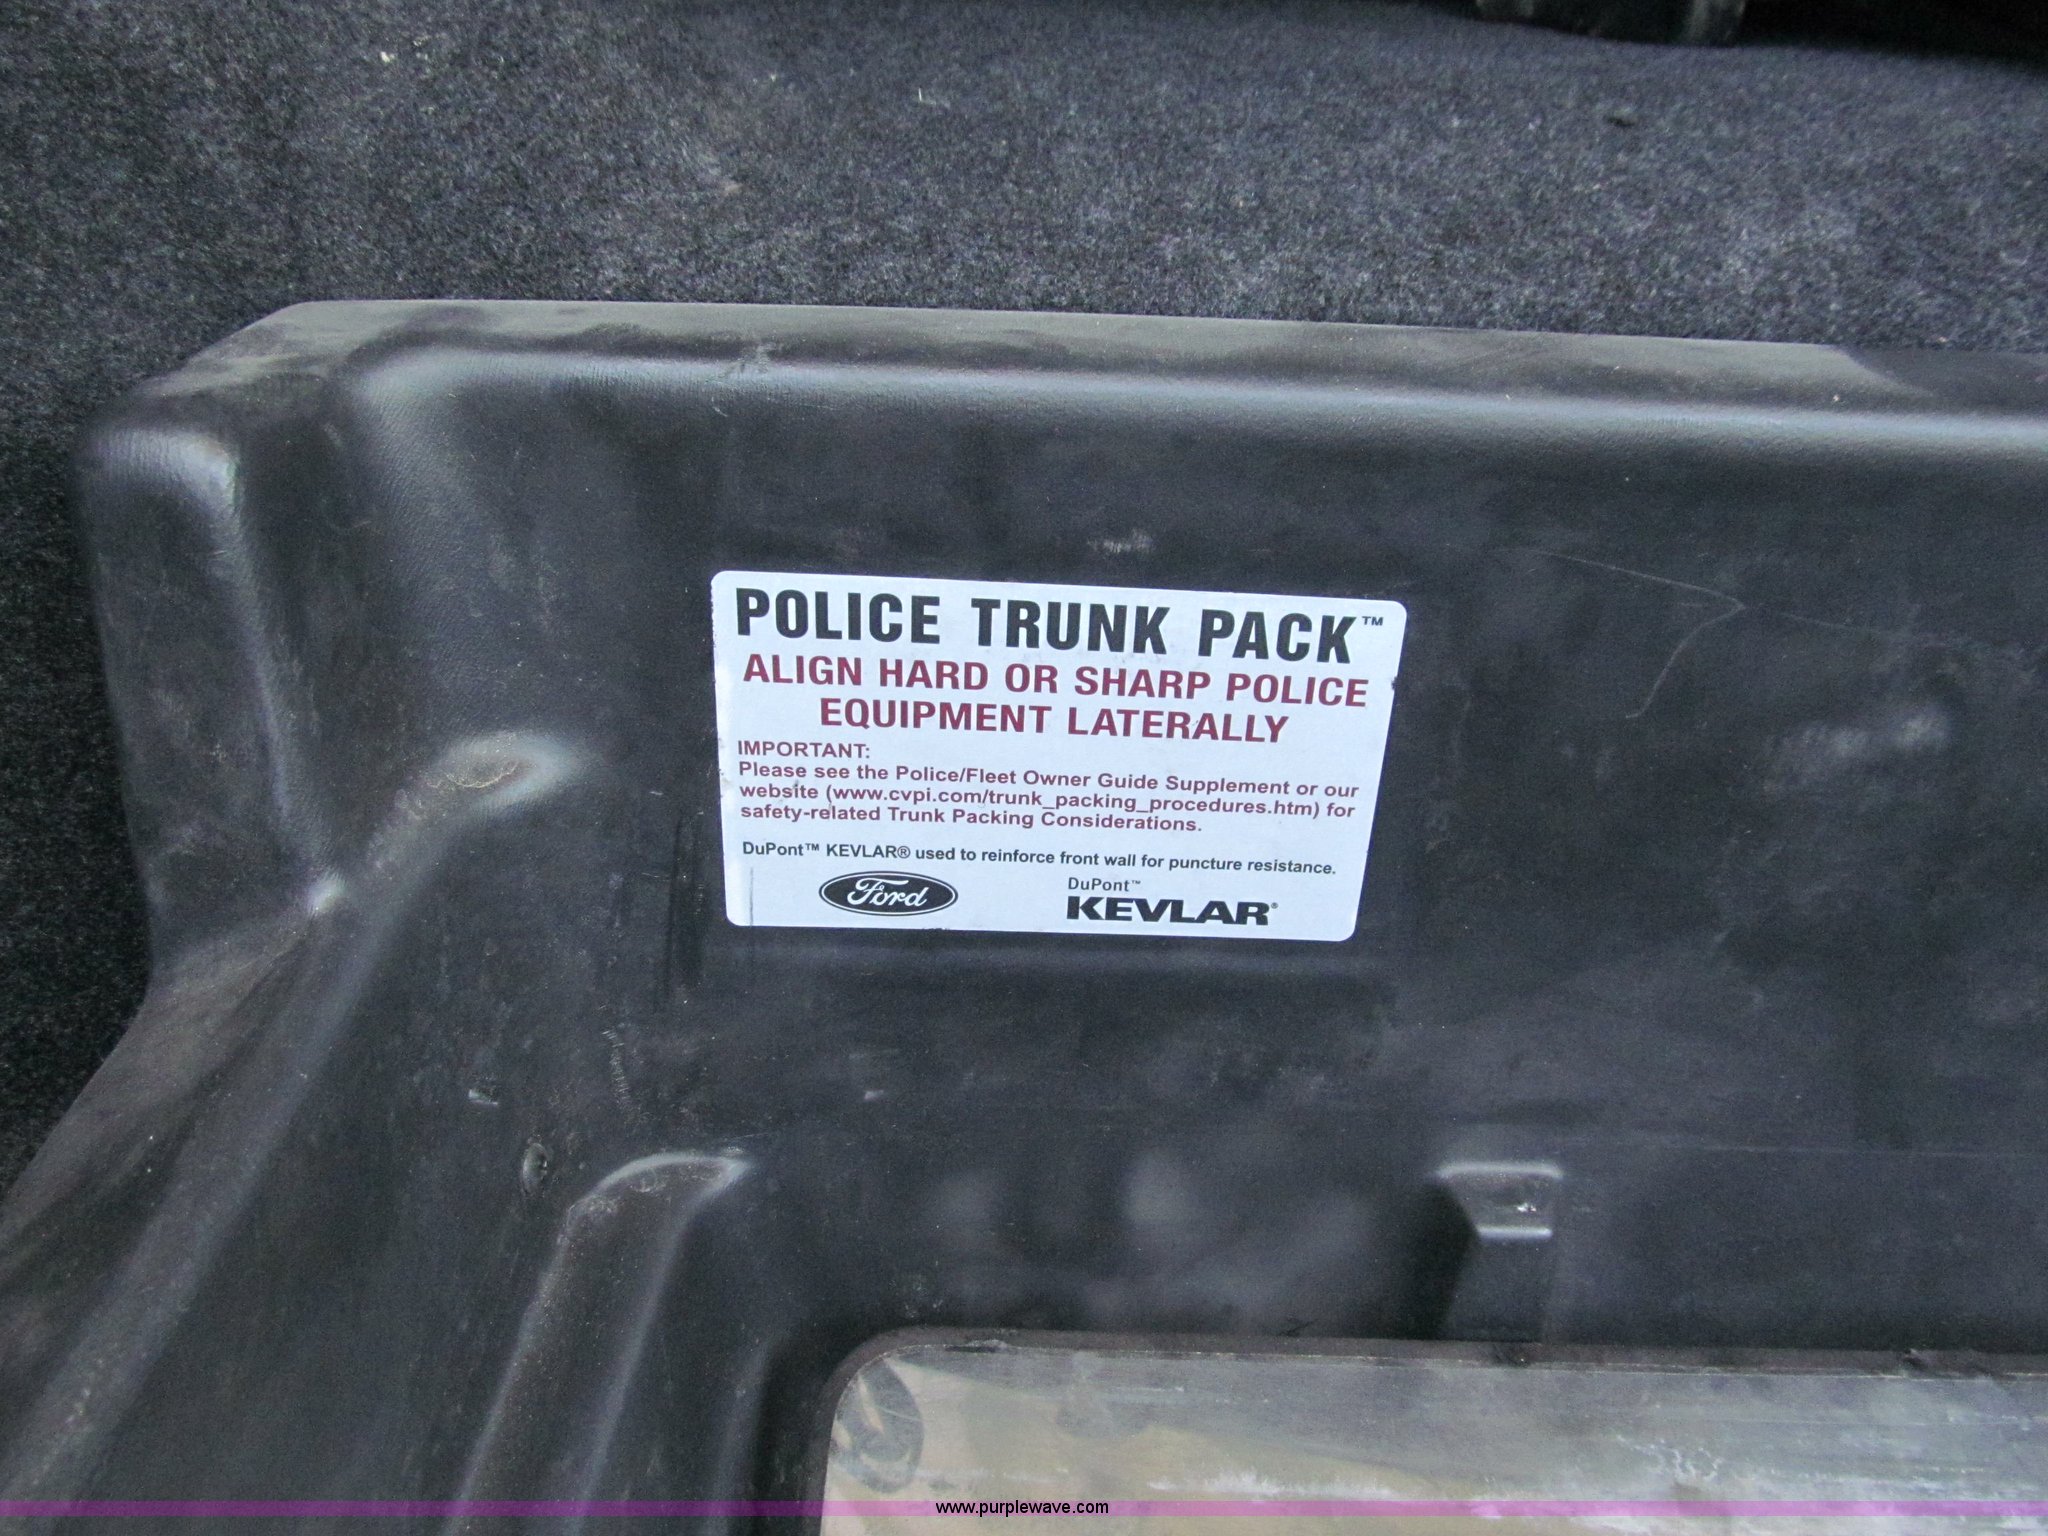 POLICE TRUNK PACK™
ALIGN HARD OR SHARP POLICE
EQUIPMENT LATERALLY
IMPORTANT:
Please see the Police/Fleet Owner Guide Supplement or our
website (www.cvpi.com/trunk_packing_procedures.htm) for
safety-related Trunk Packing Considerations.
DuPont™ KEVLAR® used to reinforce front wall for puncture resistance.
Ford
DuPont™
KEVLAR®
www.purplewave.com